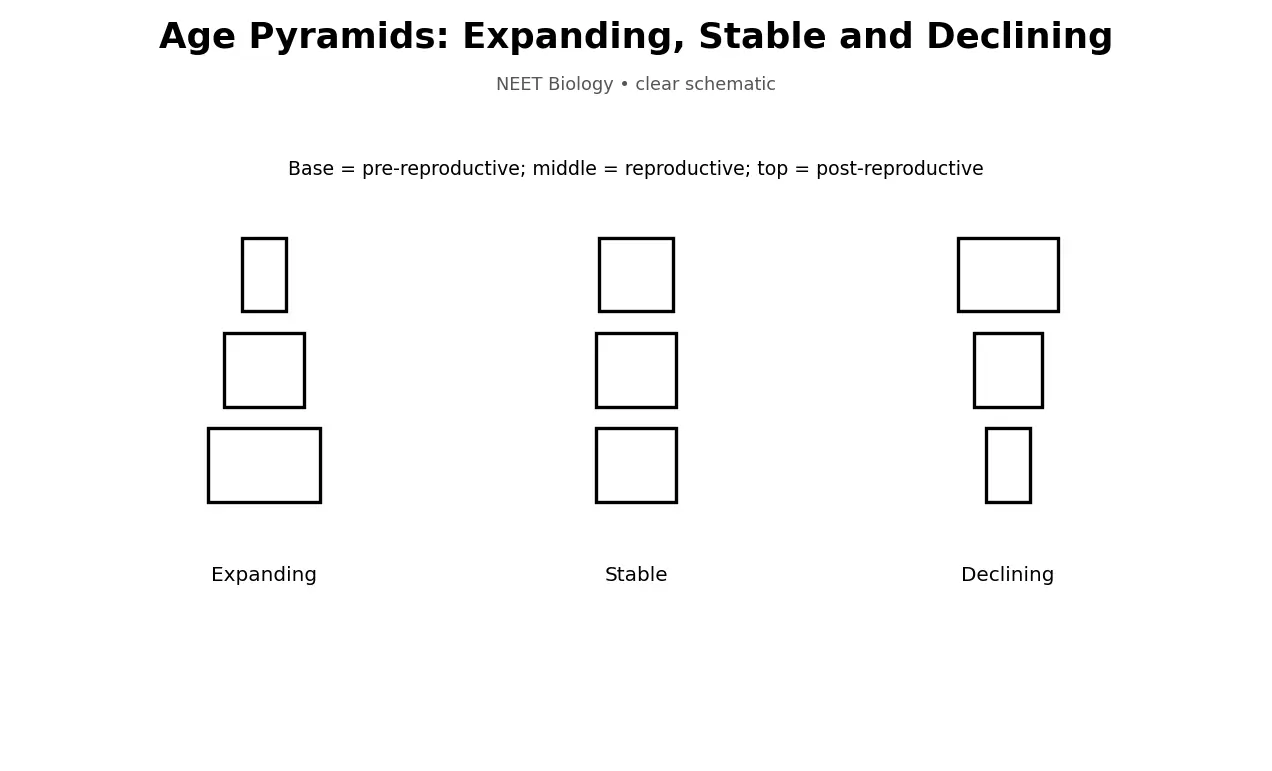 Age Pyramids: Expanding, Stable and Declining
NEET Biology • clear schematic
Base = pre-reproductive; middle = reproductive; top = post-reproductive
Expanding
Stable
Declining